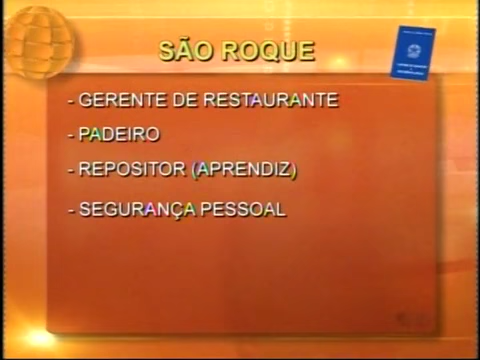 SÃO ROQUE
- GERENTE DE RESTAURANTE
- PADEIRO
- REPOSITOR (APRENDIZ)
- SEGURANÇA PESSOAL